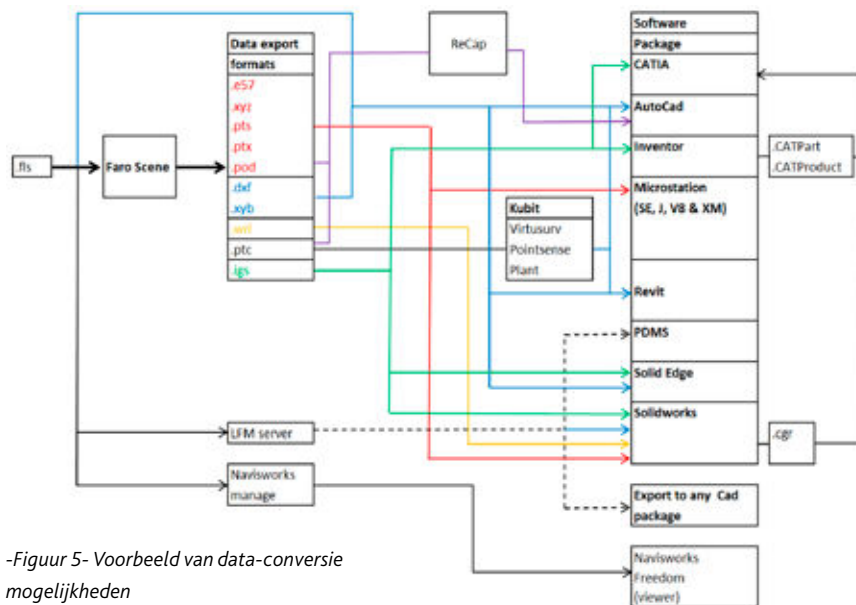 Data export
formats
.e57
.xyz
.pts
.ptx
.pod
.dxf
.xyb
.wrl
.ptc
.igs
.fls
Faro Scene
ReCap
Kubit
Virtusurv
Pointsense
Plant
LFM server
Navisworks
manage
Software
Package
CATIA
AutoCad
Inventor
Microstation
(SE, J, V8 & XM)
Revit
PDMS
Solid Edge
Solidworks
.CATPart
.CATProduct
.cgr
Export to any Cad
package
Navisworks
Freedom
(viewer)
-Figuur 5- Voorbeeld van data-conversie
mogelijkheden